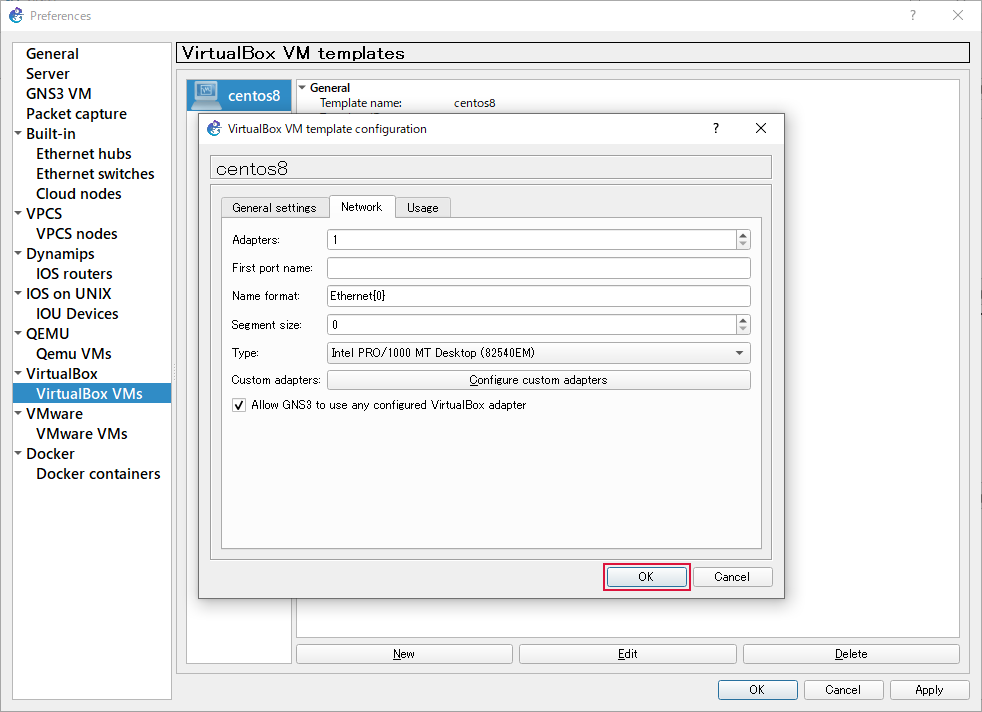 Preferences
?
General
Server
GNS3 VM
Packet capture
Built-in
Ethernet hubs
Ethernet switches
Cloud nodes
VPCS
VPCS nodes
Dynamips
IOS routers
IOS on UNIX
IOU Devices
QEMU
Qemu VMs
VirtualBox
VirtualBox VMs
VMware
VMware VMs
Docker
Docker containers
VirtualBox VM templates
centos8
General
Template name: centos8
VirtualBox VM template configuration
?
centos8
General settings Network Usage
Adapters: 1
First port name:
Name format: Ethernet{0}
Segment size: 0
Type: Intel PRO/1000 MT Desktop (82540EM)
Custom adapters: Configure custom adapters
Allow GNS3 to use any configured VirtualBox adapter
OK Cancel
New Edit Delete
OK Cancel Apply